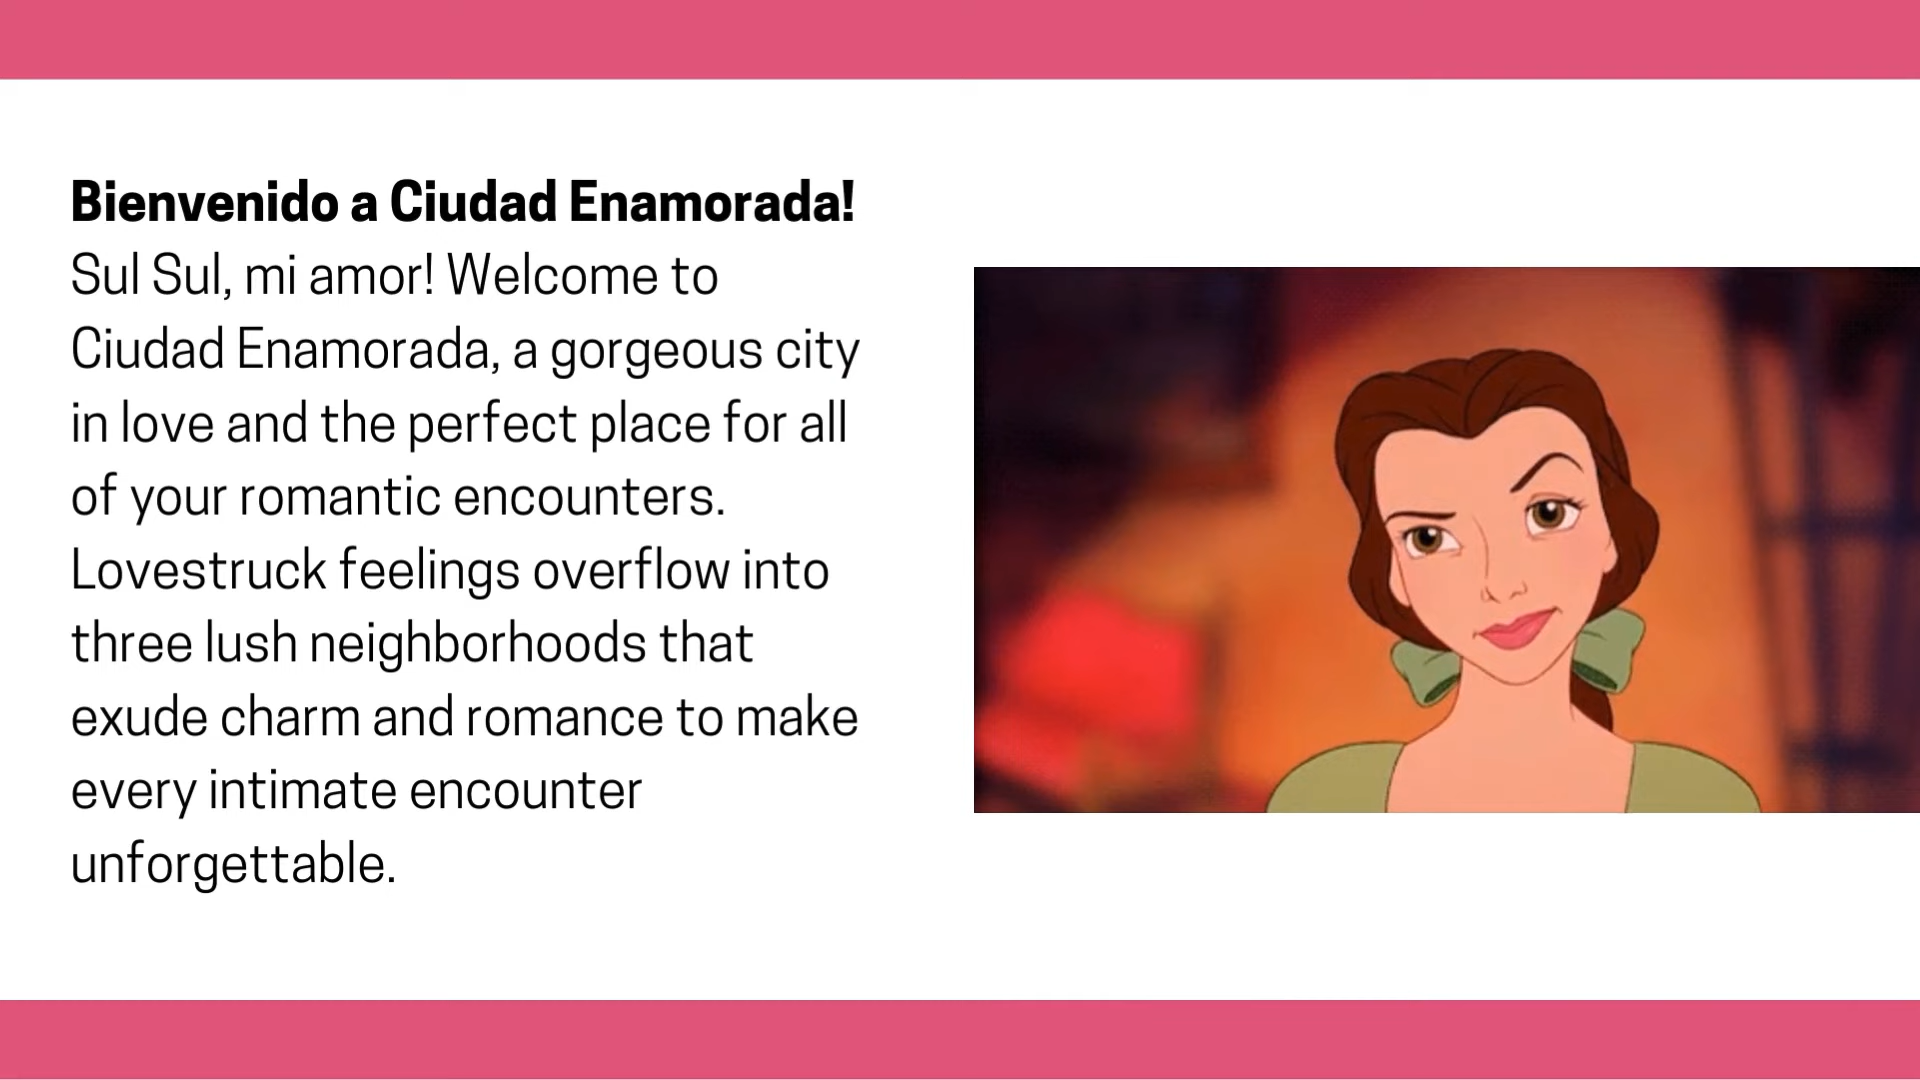 Bienvenido a Ciudad Enamorada!
Sul Sul, mi amor! Welcome to
Ciudad Enamorada, a gorgeous city
in love and the perfect place for all
of your romantic encounters.
Lovestruck feelings overflow into
three lush neighborhoods that
exude charm and romance to make
every intimate encounter
unforgettable.